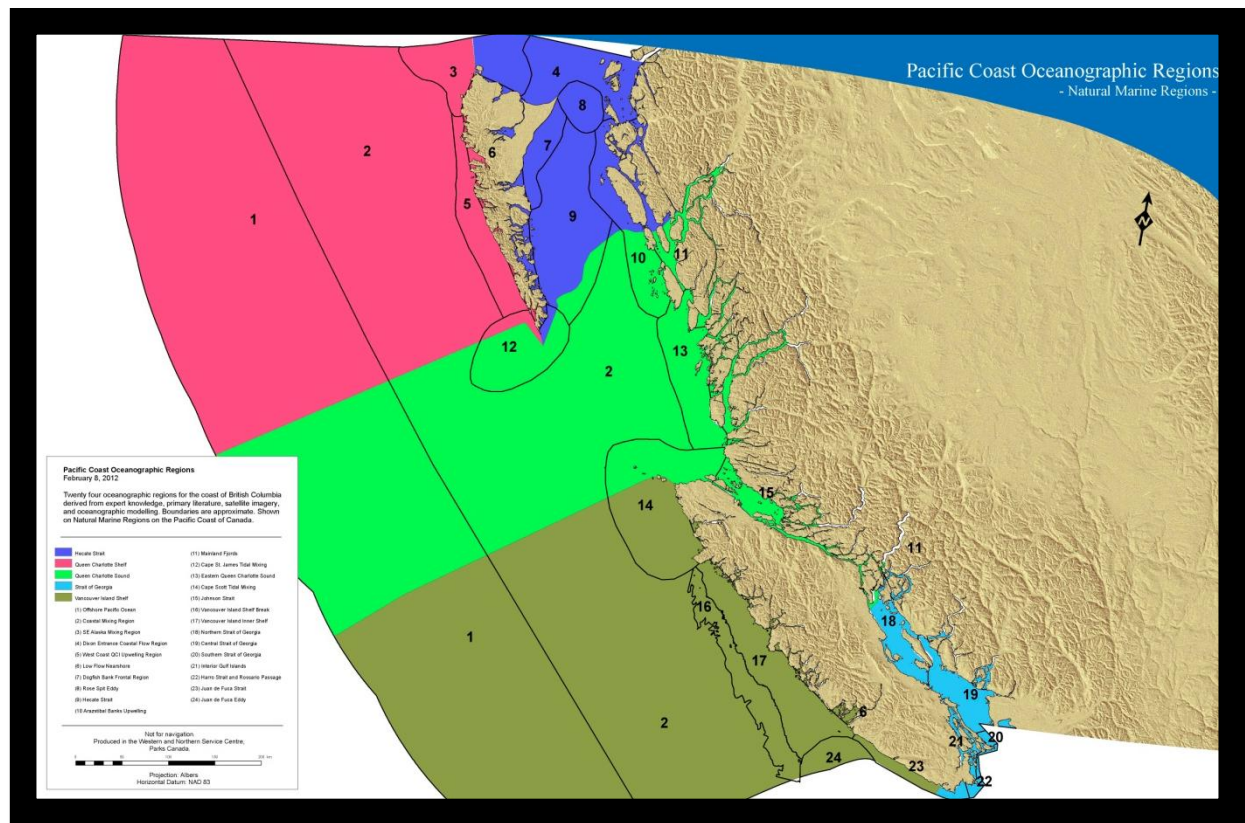 Pacific Coast Oceanographic Regions
- Natural Marine Regions -
3
4
8
2
6
7
1
5
9
10
11
12
13
2
14
15
11
16
1
17
18
19
2
6
21
20
24
23
22
N
Pacific Coast Oceanographic Regions
February 8, 2012
Twenty four oceanographic regions for the coast of British Columbia
derived from expert knowledge, primary literature, satellite imagery,
and oceanographic modelling. Boundaries are approximate. Shown
on Natural Marine Regions on the Pacific Coast of Canada.
Hecate Strait
Queen Charlotte Shelf
Queen Charlotte Sound
Strait of Georgia
Vancouver Island Shelf
(1) Offshore Pacific Ocean
(2) Coastal Mixing Region
(3) SE Alaska Mixing Region
(4) Dixon Entrance Coastal Flow Region
(5) West Coast QCI Upwelling Region
(6) Low Flow Nearshore
(7) Dogfish Bank Frontal Region
(8) Rose Spit Eddy
(9) Hecate Strait
(10 Aristazabal Banks Upwelling
(11) Mainland Fjords
(12) Cape St. James Tidal Mixing
(13) Eastern Queen Charlotte Sound
(14) Cape Scott Tidal Mixing
(15) Johnson Strait
(16) Vancouver Island Shelf Break
(17) Vancouver Island Inner Shelf
(18) Northern Strait of Georgia
(19) Central Strait of Georgia
(20) Southern Strait of Georgia
(21) Interior Gulf Islands
(22) Harro Strait and Rossario Passage
(23) Juan de Fuca Strait
(24) Juan de Fuca Eddy
Not for navigation.
Produced in the Western and Northern Service Centre,
Parks Canada.
0 50 100 150 200 km
Projection: Albers
Horizontal Datum: NAD 83